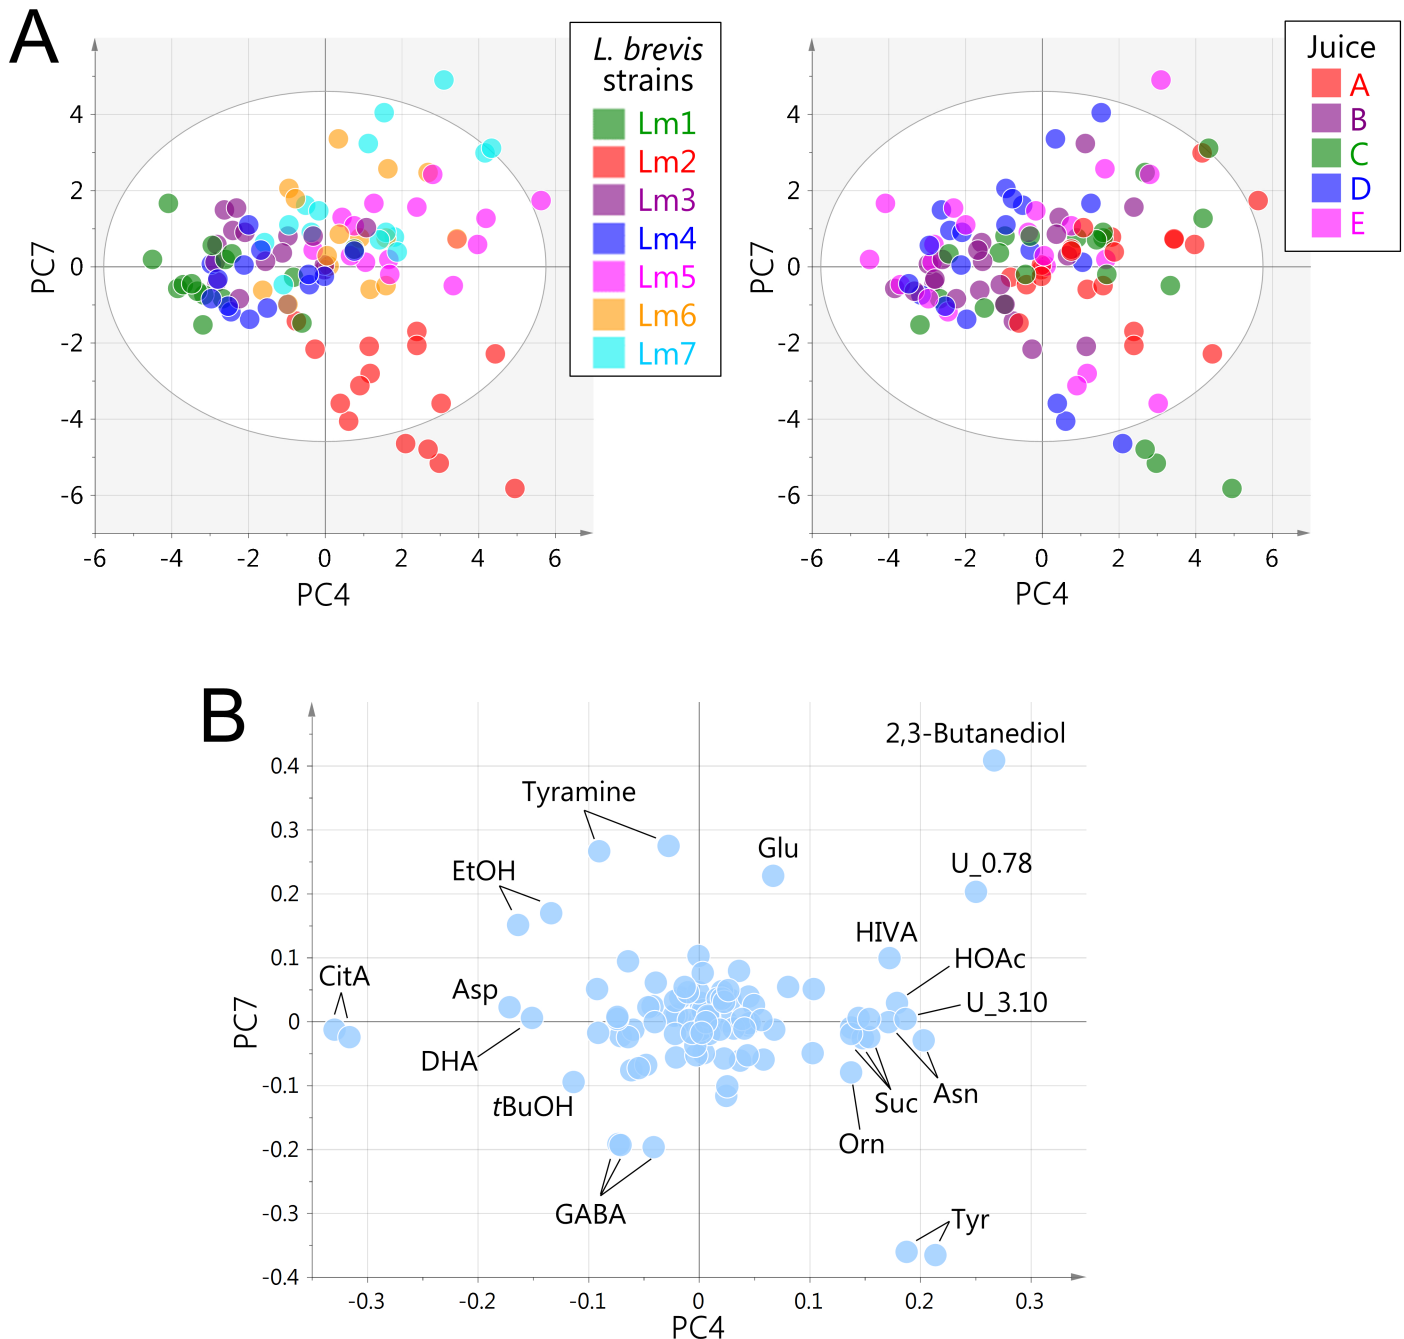 A
L. brevis
strains
Lm1
Lm2
Lm3
Lm4
Lm5
Lm6
Lm7
PC7
4
2
0
-2
-4
-6
-6
-4
-2
0
2
4
6
PC4
Juice
A
B
C
D
E
PC7
4
2
0
-2
-4
-6
-6
-4
-2
0
2
4
6
PC4
B
2,3-Butanediol
Tyramine
Glu
U_0.78
EtOH
HIVA
HOAc
CitA
Asp
U_3.10
DHA
tBuOH
Suc
Asn
Orn
GABA
Tyr
PC7
0.4
0.3
0.2
0.1
0
-0.1
-0.2
-0.3
-0.4
-0.3
-0.2
-0.1
0
0.1
0.2
0.3
PC4